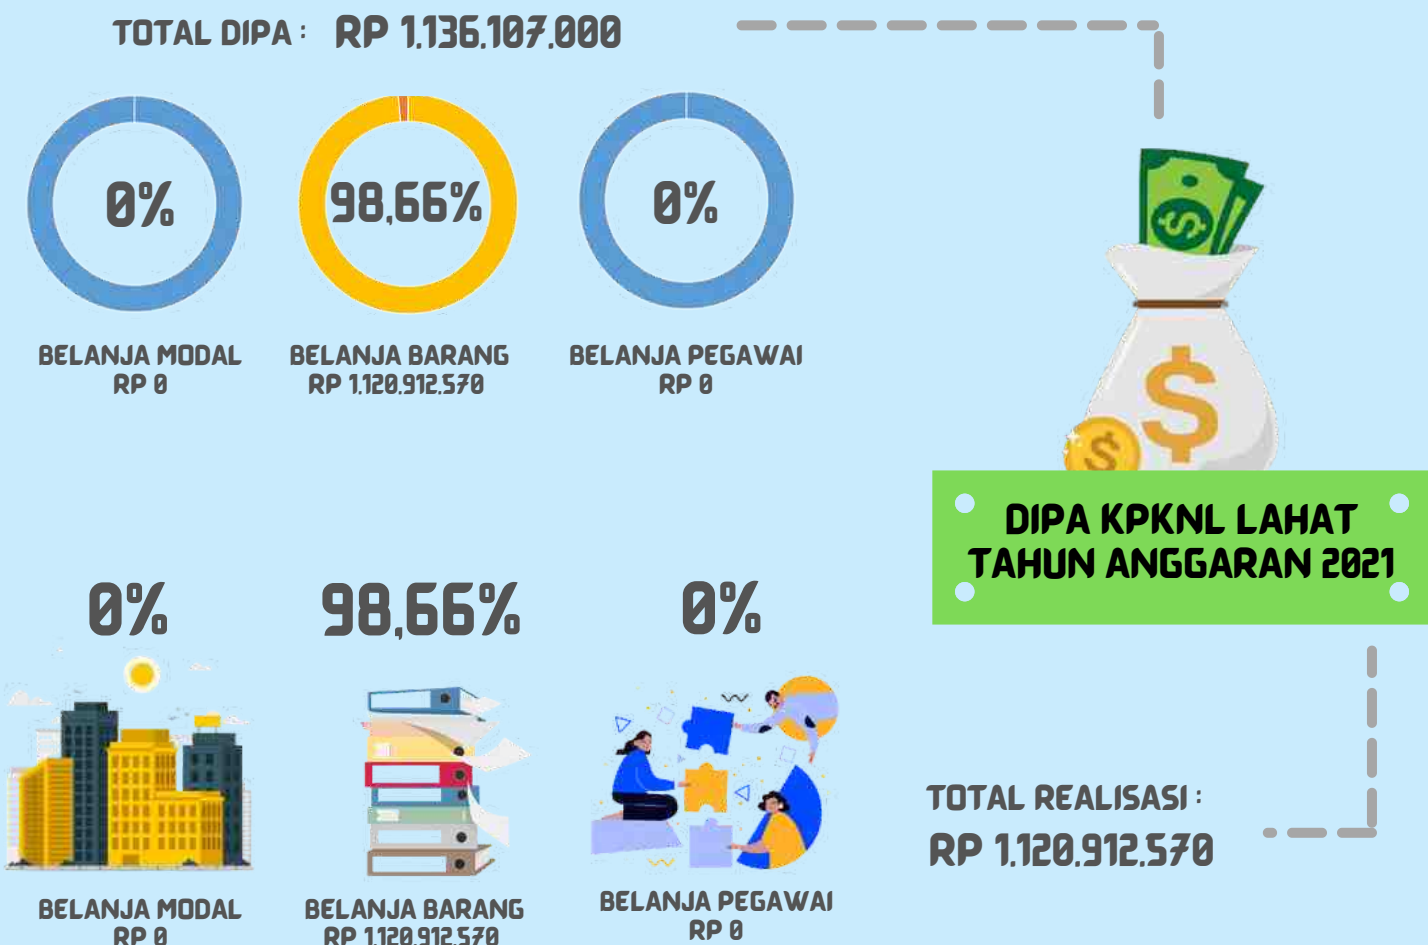 TOTAL DIPA : RP 1.136.107.000
0%
98,66%
0%
BELANJA MODAL
RP 0
BELANJA BARANG
RP 1.120.912.570
BELANJA PEGAWAI
RP 0
DIPA KPKNL LAHAT
TAHUN ANGGARAN 2021
0%
98,66%
0%
BELANJA MODAL
RP 0
BELANJA BARANG
RP 1.120.912.570
BELANJA PEGAWAI
RP 0
TOTAL REALISASI :
RP 1.120.912.570